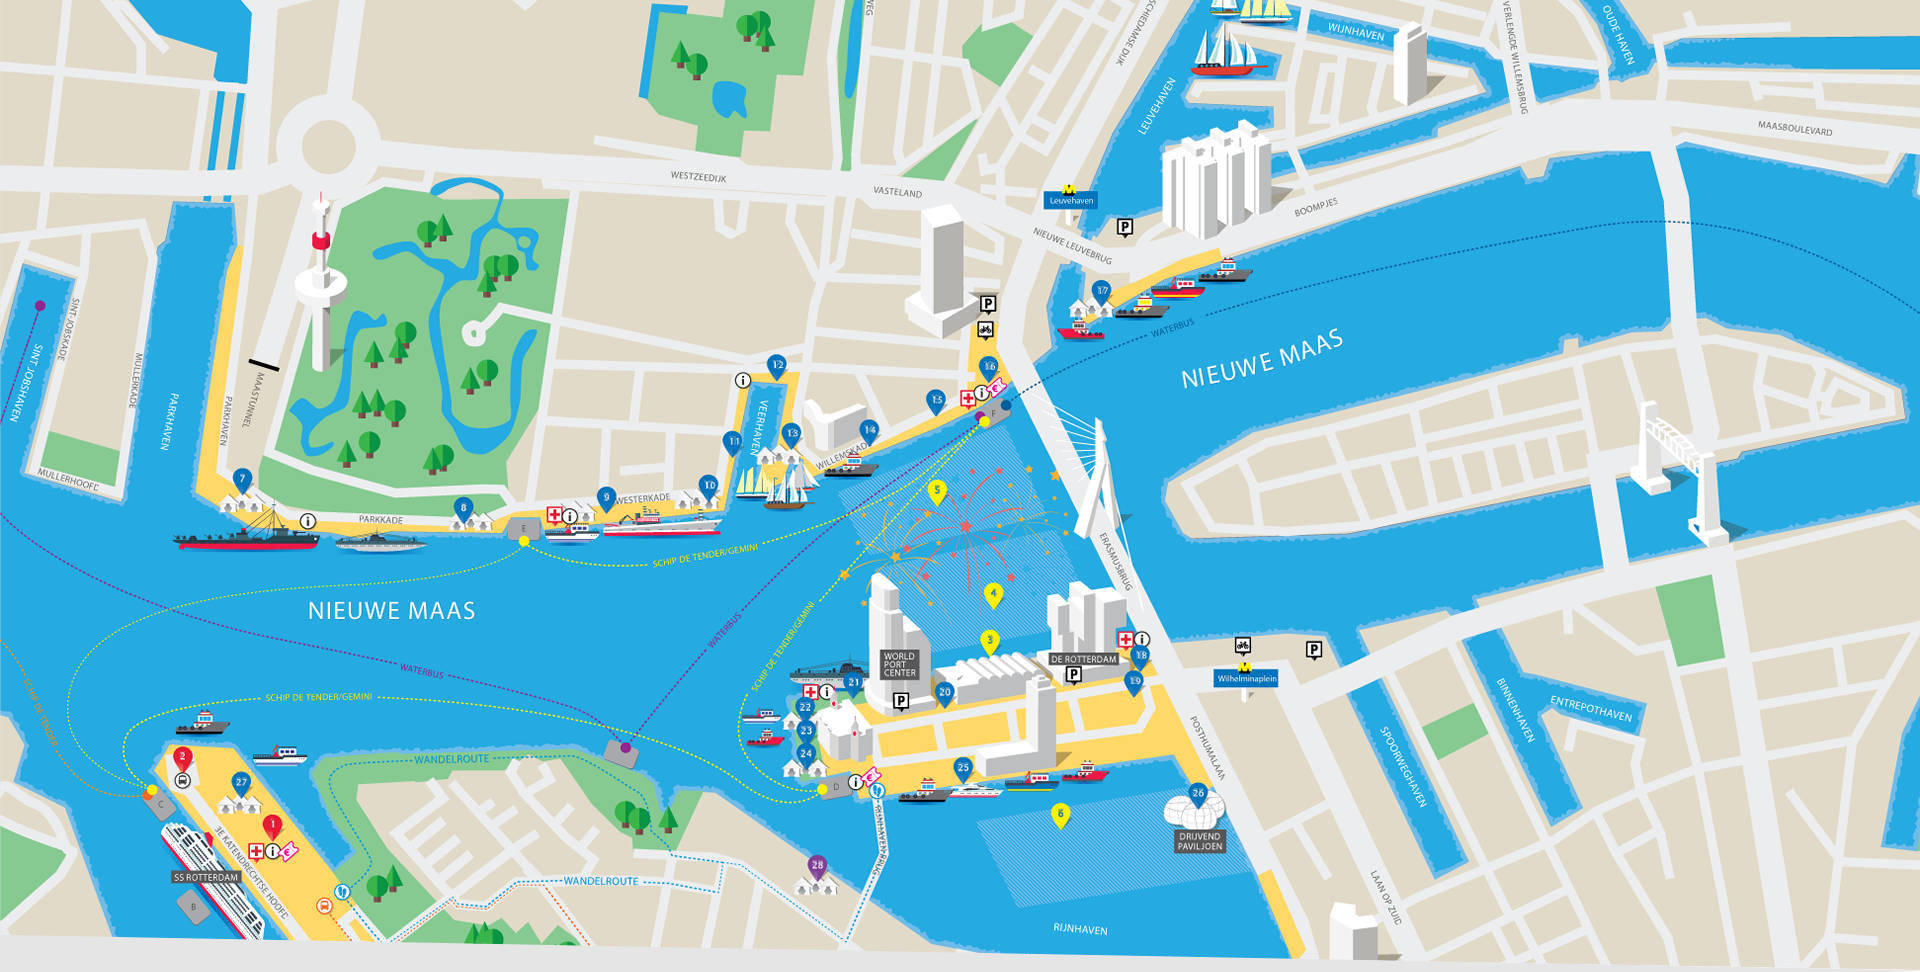 WEG
SCHIEDAMSE DIJK
VERLENGDE WILLEMSBRUG
OUDE HAVEN
WIJNHAVEN
LEUVEHAVEN
MAASBOULEVARD
WESTZEEDIJK
VASTELAND
Leuvehaven
P
BOOMPJES
NIEUWE LEUVEBRUG
17
WATERBUS
NIEUWE MAAS
SINT-JOBSKADE
SINT JOBSHAVEN
MULLERKADE
MULLERHOOFD
PARKHAVEN
PARKHAVEN
MAASTUNNEL
P
16
i
€
F
12
i
15
VEERHAVEN
11
13
14
WILLEMSKADE
7
8
9
10
WESTERKADE
i
PARKKADE
E
i
5
SCHIP DE TENDER/GEMINI
ERASMUSBRUG
NIEUWE MAAS
4
3
WATERBUS
SCHIP DE TENDER/GEMINI
WORLD
PORT
CENTER
DE ROTTERDAM
P
i
18
19
P
Wilhelminaplein
P
WATERBUS
SCHIP DE TENDER/GEMINI
SCHIP DE TENDER
21
20
P
i
22
23
24
BINNENHAVEN
ENTREPOTHAVEN
SPOORWEGHAVEN
POSTHUMALAAN
2
27
C
1
i
€
WANDELROUTE
D
i
€
25
6
26
DRIJVEND
PAVILJOEN
RIJNHAVENBRUG
3E KATENDRECHTSE HOOFD
SS ROTTERDAM
B
WANDELROUTE
28
LAAN OP ZUID
RIJNHAVEN